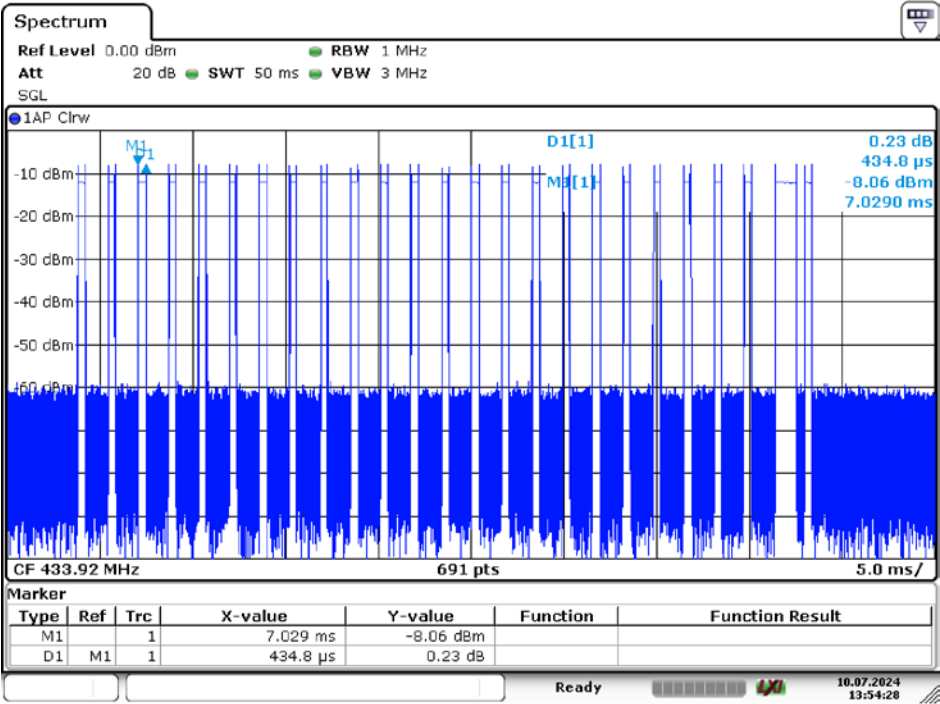 Spectrum
Ref Level 0.00 dBm RBW 1 MHz
Att 20 dB SWT 50 ms VBW 3 MHz
SGL
1AP Clrw
D1[1] 0.23 dB
434.8 µs
M1[1] -8.06 dBm
7.0290 ms
M1
D1
-10 dBm
-20 dBm
-30 dBm
-40 dBm
-50 dBm
-60 dBm
CF 433.92 MHz 691 pts 5.0 ms/
Marker
Type Ref Trc X-value Y-value Function Function Result
M1 1 7.029 ms -8.06 dBm
D1 M1 1 434.8 µs 0.23 dB
Ready LXI 10.07.2024
13:54:28